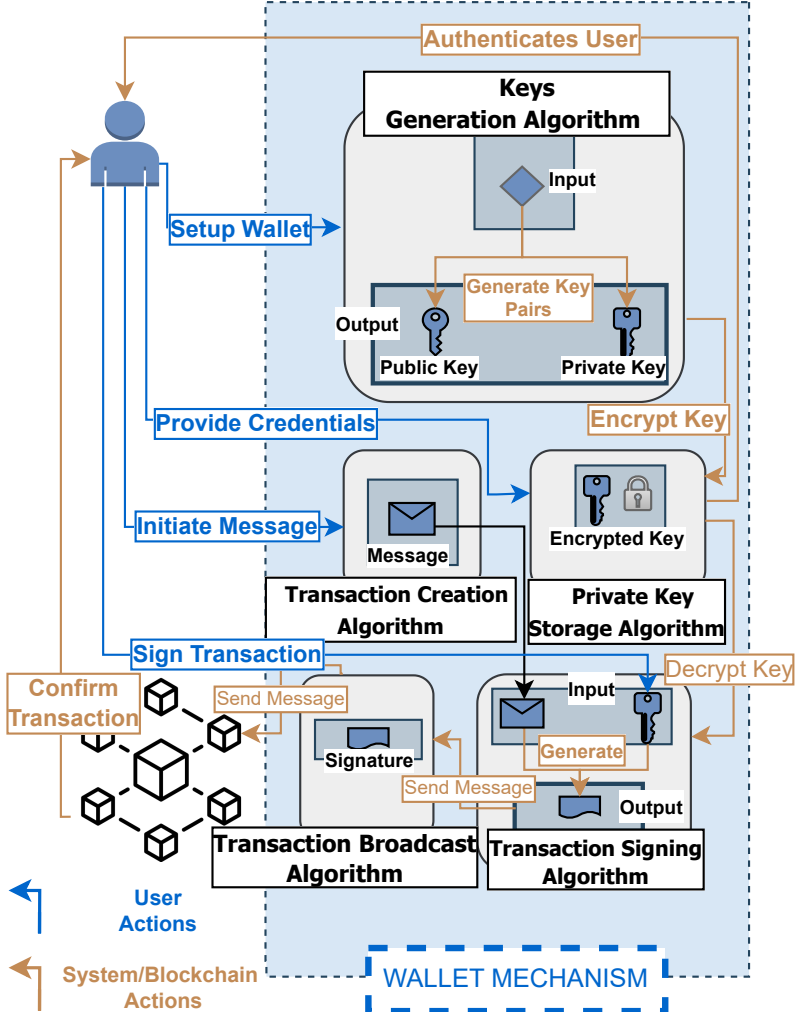 Authenticates User
Keys
Generation Algorithm
Input
Setup Wallet
Generate Key
Pairs
Output
Public Key
Private Key
Provide Credentials
Encrypt Key
Initiate Message
Message
Encrypted Key
Transaction Creation
Algorithm
Private Key
Storage Algorithm
Sign Transaction
Decrypt Key
Confirm
Transaction
Send Message
Input
Signature
Generate
Send Message
Output
Transaction Broadcast
Algorithm
Transaction Signing
Algorithm
User
Actions
System/Blockchain
Actions
WALLET MECHANISM